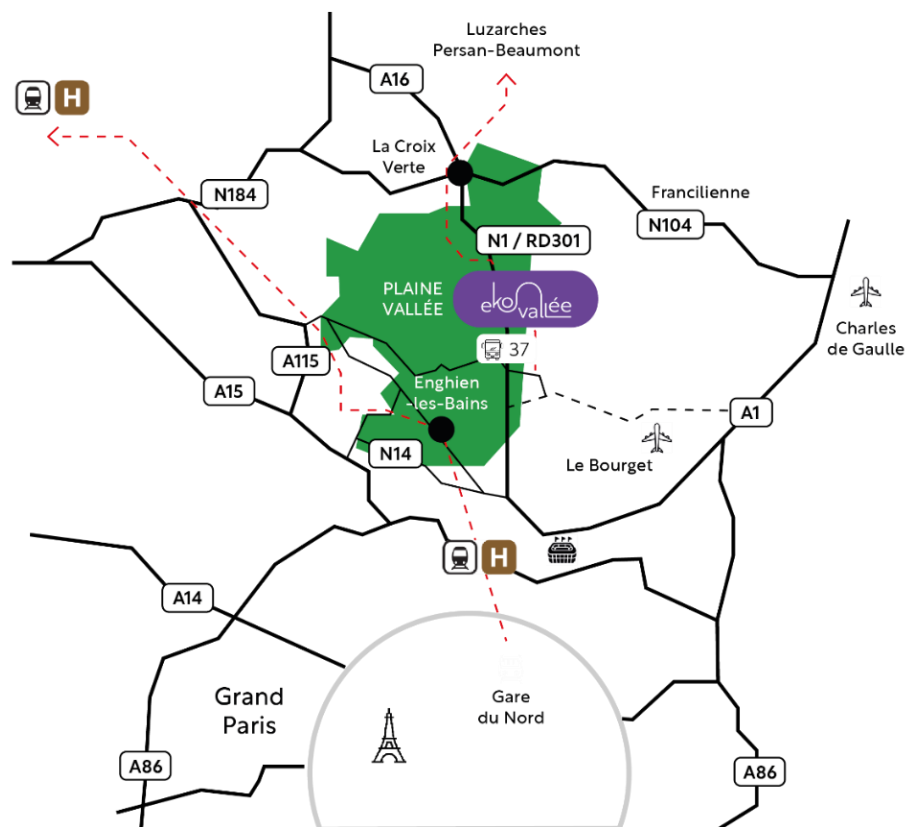 Luzarches
Persan-Beaumont
A16
H
La Croix
Verte
N184
Francilienne
N104
N1 / RD301
PLAINE
VALLÉE
ekovallée
Charles
de Gaulle
37
A115
Enghien
-les-Bains
A15
A1
N14
Le Bourget
H
A14
Grand
Paris
Gare
du Nord
A86
A86